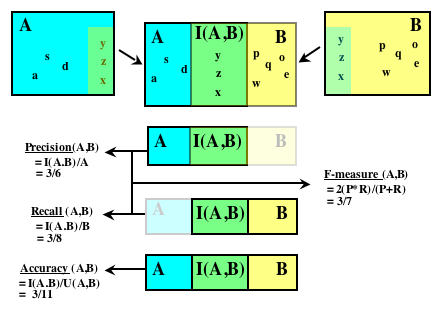 A
y
s
d
z
a
x
A
I(A,B)
B
s
d
a
y
z
x
p
o
q
e
w
B
y
p
o
q
z
e
w
x
A
I(A,B)
B
Precision(A,B)
= I(A.B)/A
= 3/6
F-measure (A,B)
= 2(P*R)/(P+R)
= 3/7
A
I(A,B)
B
Recall (A,B)
= I(A.B)/B
= 3/8
A
I(A,B)
B
Accuracy (A,B)
= I(A.B)/U(A,B)
= 3/11